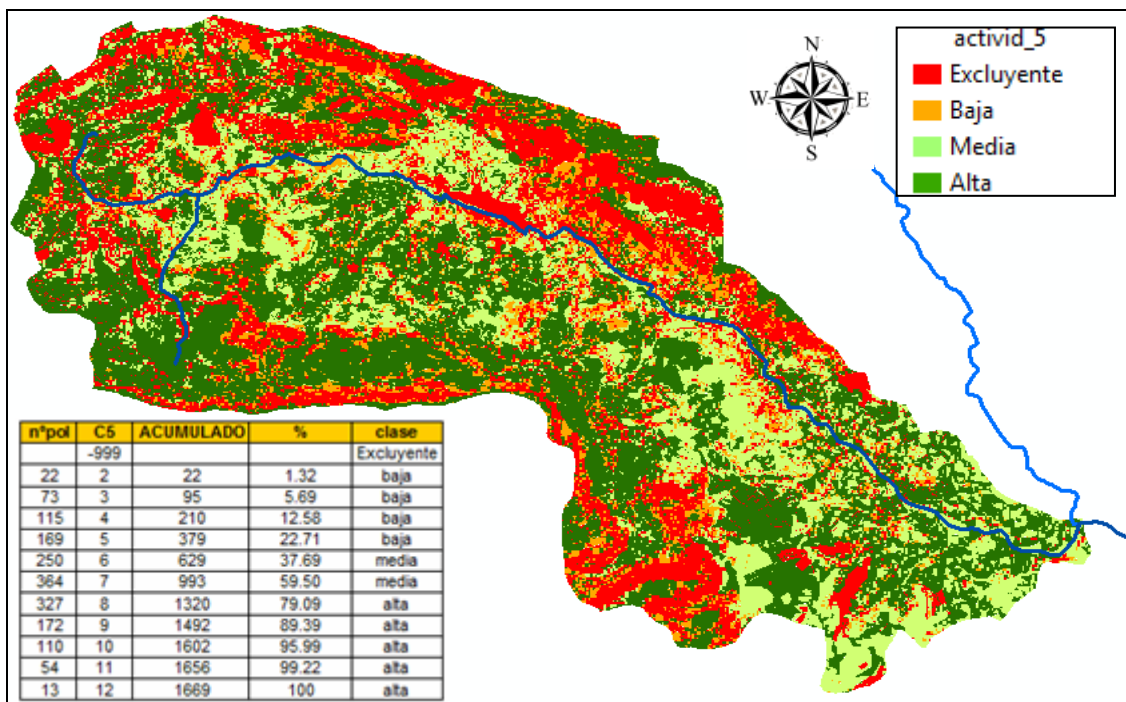 N
W E
S
activid_5
Excluyente
Baja
Media
Alta
nºpol C5 ACUMULADO % clase
-999 Excluyente
22 2 22 1.32 baja
73 3 95 5.69 baja
115 4 210 12.58 baja
169 5 379 22.71 baja
250 6 629 37.69 media
364 7 993 59.50 media
327 8 1320 79.09 alta
172 9 1492 89.39 alta
110 10 1602 95.99 alta
54 11 1656 99.22 alta
13 12 1669 100 alta